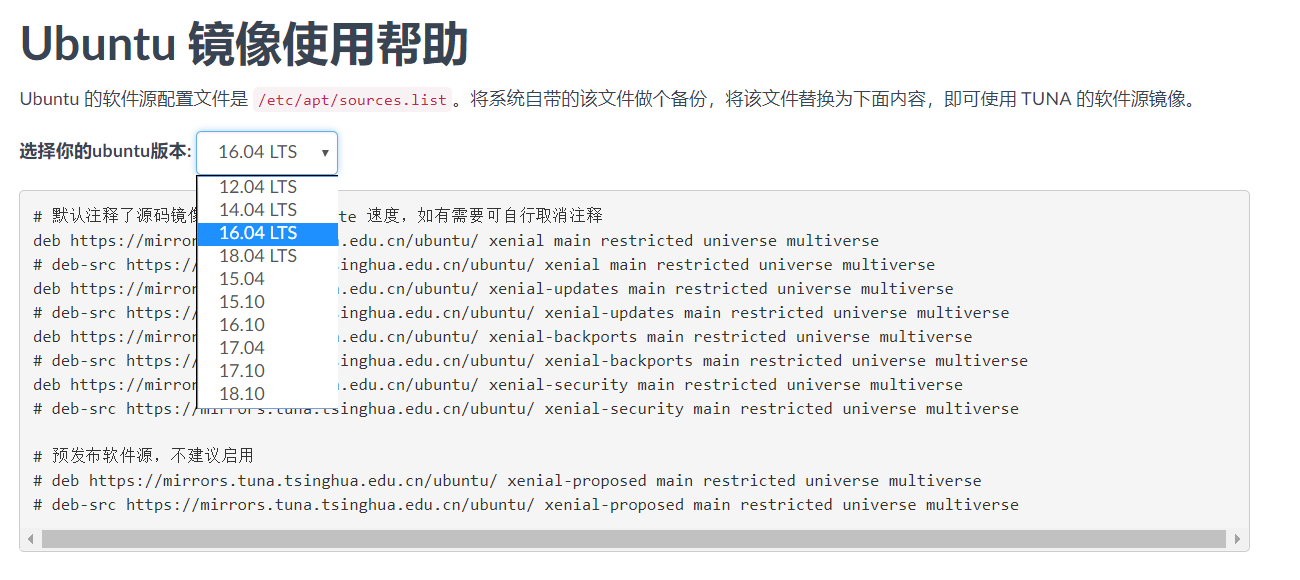 Ubuntu 镜像使用帮助
Ubuntu 的软件源配置文件是 /etc/apt/sources.list 。将系统自带的该文件做个备份，将该文件替换为下面内容，即可使用 TUNA 的软件源镜像。
选择你的ubuntu版本: 16.04 LTS ▾
12.04 LTS
14.04 LTS
16.04 LTS
18.04 LTS
15.04
15.10
16.10
17.04
17.10
18.10
# 默认注释了源码镜 te 速度，如有需要可自行取消注释
deb https://mirror .edu.cn/ubuntu/ xenial main restricted universe multiverse
# deb-src https:// singhua.edu.cn/ubuntu/ xenial main restricted universe multiverse
deb https://mirror .edu.cn/ubuntu/ xenial-updates main restricted universe multiverse
# deb-src https:// singhua.edu.cn/ubuntu/ xenial-updates main restricted universe multiverse
deb https://mirror .edu.cn/ubuntu/ xenial-backports main restricted universe multiverse
# deb-src https:// singhua.edu.cn/ubuntu/ xenial-backports main restricted universe multiverse
deb https://mirror .edu.cn/ubuntu/ xenial-security main restricted universe multiverse
# deb-src https://mirrors.tuna.tsinghua.edu.cn/ubuntu/ xenial-security main restricted universe multiverse
# 预发布软件源，不建议启用
# deb https://mirrors.tuna.tsinghua.edu.cn/ubuntu/ xenial-proposed main restricted universe multiverse
# deb-src https://mirrors.tuna.tsinghua.edu.cn/ubuntu/ xenial-proposed main restricted universe multiverse